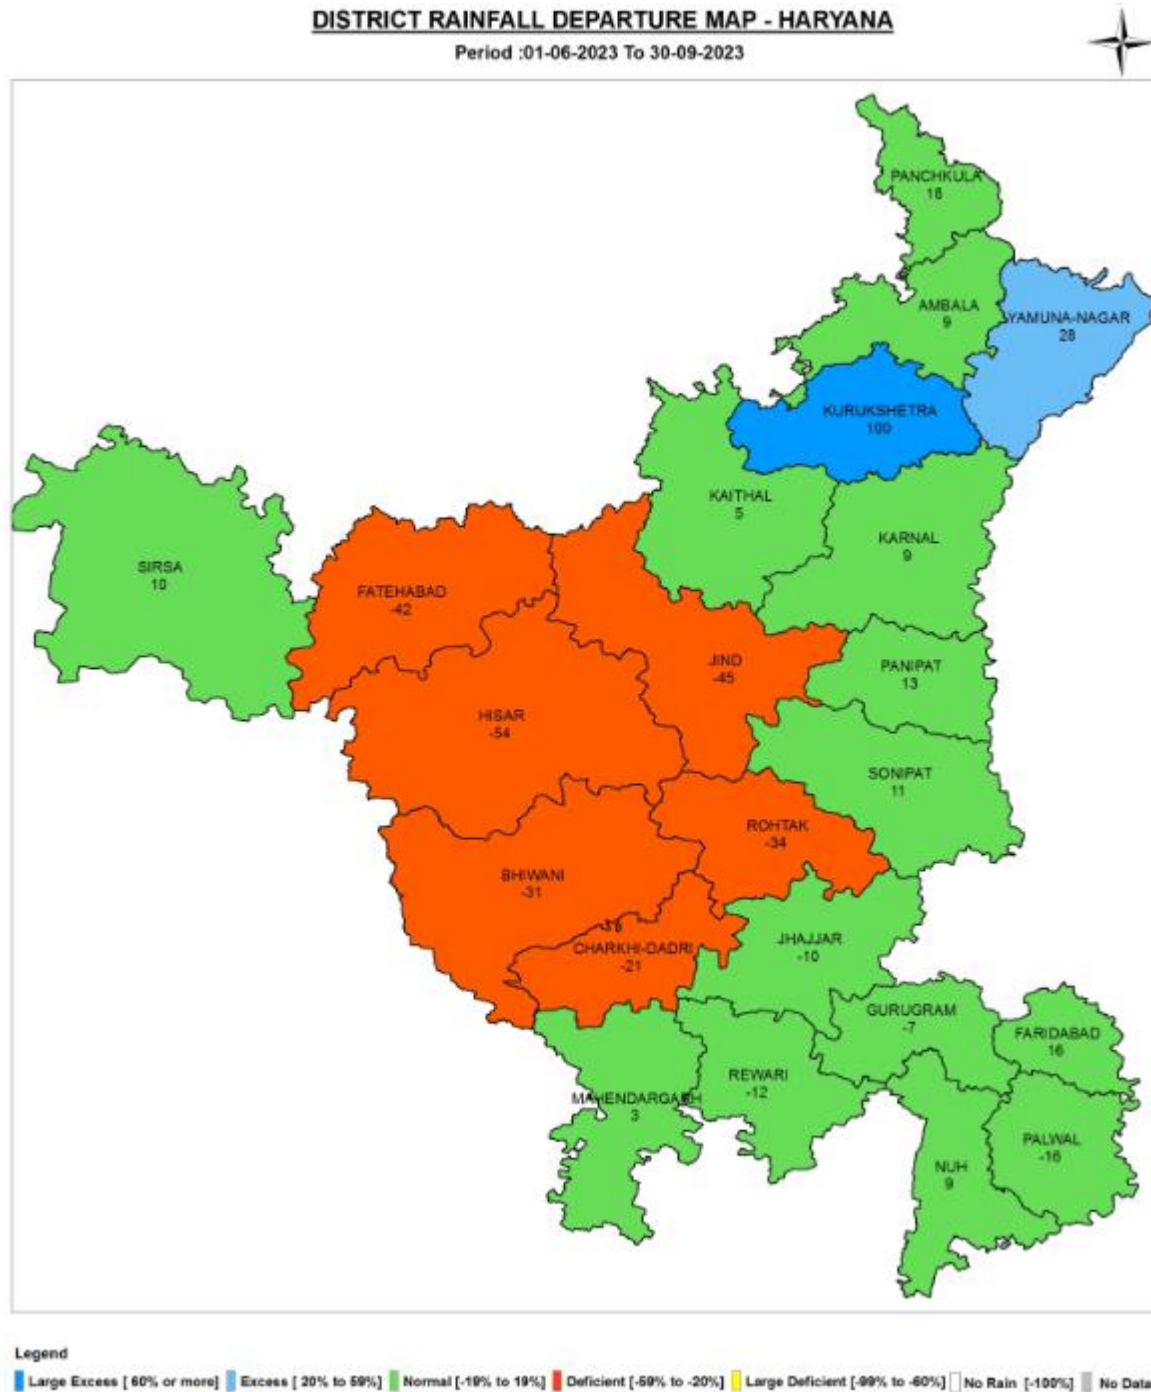 DISTRICT RAINFALL DEPARTURE MAP - HARYANA
Period :01-06-2023 To 30-09-2023
PANCHKULA
18
AMBALA
9
YAMUNA-NAGAR
28
KURUKSHETRA
100
KAITHAL
5
KARNAL
9
SIRSA
10
FATEHABAD
-42
JIND
-45
PANIPAT
13
HISAR
-54
SONIPAT
11
ROHTAK
-34
BHIWANI
-31
CHARKHI-DADRI
-21
JHAJJAR
-10
GURUGRAM
-7
FARIDABAD
16
REWARI
-12
MAHENDARGARH
3
PALWAL
-16
NUH
9
Legend
Large Excess [ 60% or more] Excess [ 20% to 59%] Normal [-19% to 19%] Deficient [-59% to -20%] Large Deficient [-99% to -60%] No Rain [-100%] No Data